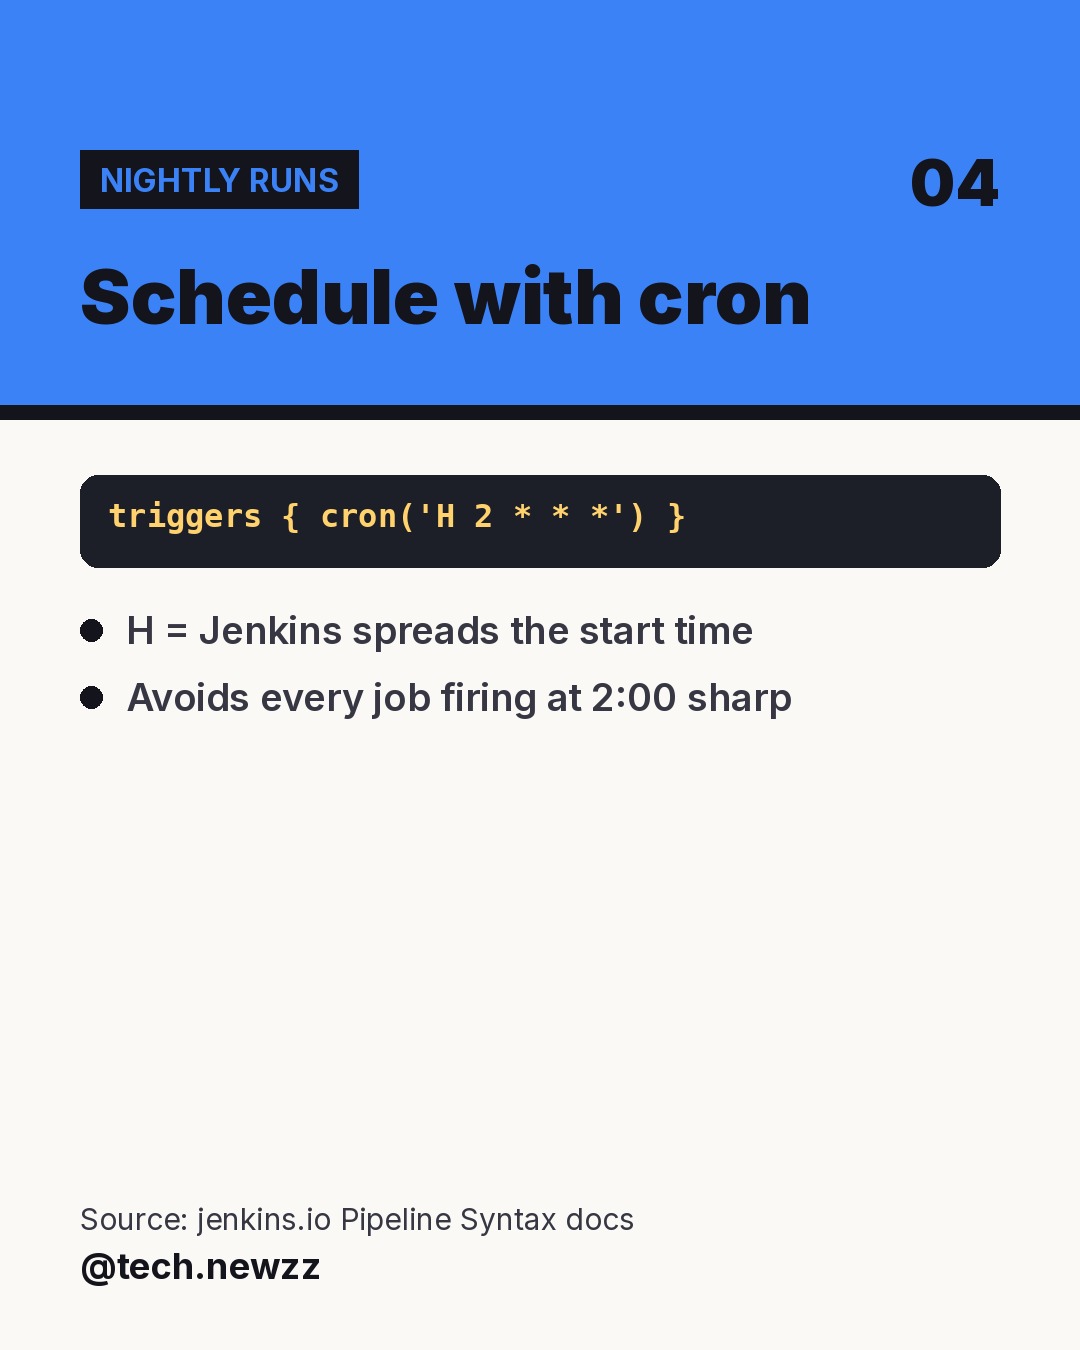 NIGHTLY RUNS
04
Schedule with cron
triggers { cron('H 2 * * *') }
H = Jenkins spreads the start time
Avoids every job firing at 2:00 sharp
Source: jenkins.io Pipeline Syntax docs
@tech.newzz